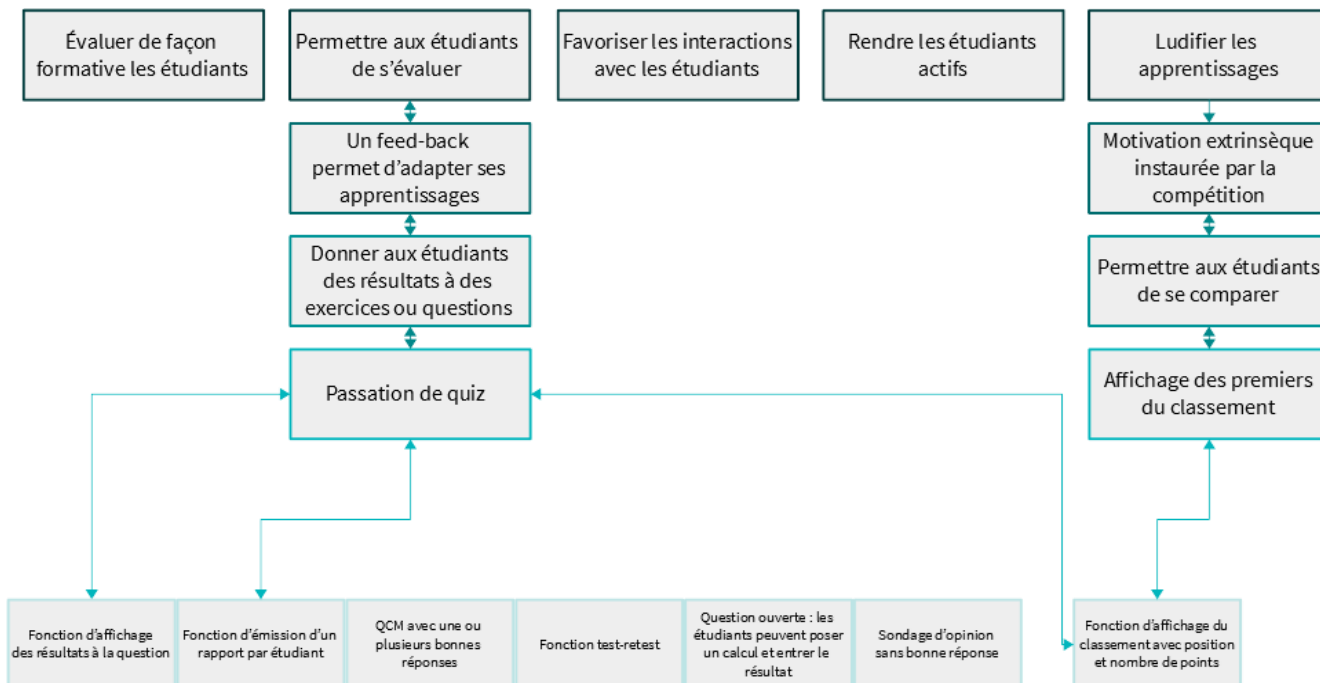 Évaluer de façon
formative les étudiants
Permettre aux étudiants
de s'évaluer
Favoriser les interactions
avec les étudiants
Rendre les étudiants
actifs
Ludifier les
apprentissages
Un feed-back
permet d'adapter ses
apprentissages
Motivation extrinsèque
instaurée par la
compétition
Donner aux étudiants
des résultats à des
exercices ou questions
Permettre aux étudiants
de se comparer
Passation de quiz
Affichage des premiers
du classement
Fonction d'affichage
des résultats à la question
Fonction d'émission d'un
rapport par étudiant
QCM avec une ou
plusieurs bonnes
réponses
Fonction test-retest
Question ouverte : les
étudiants peuvent poser
un calcul et entrer le
résultat
Sondage d'opinion
sans bonne réponse
Fonction d'affichage du
classement avec position
et nombre de points